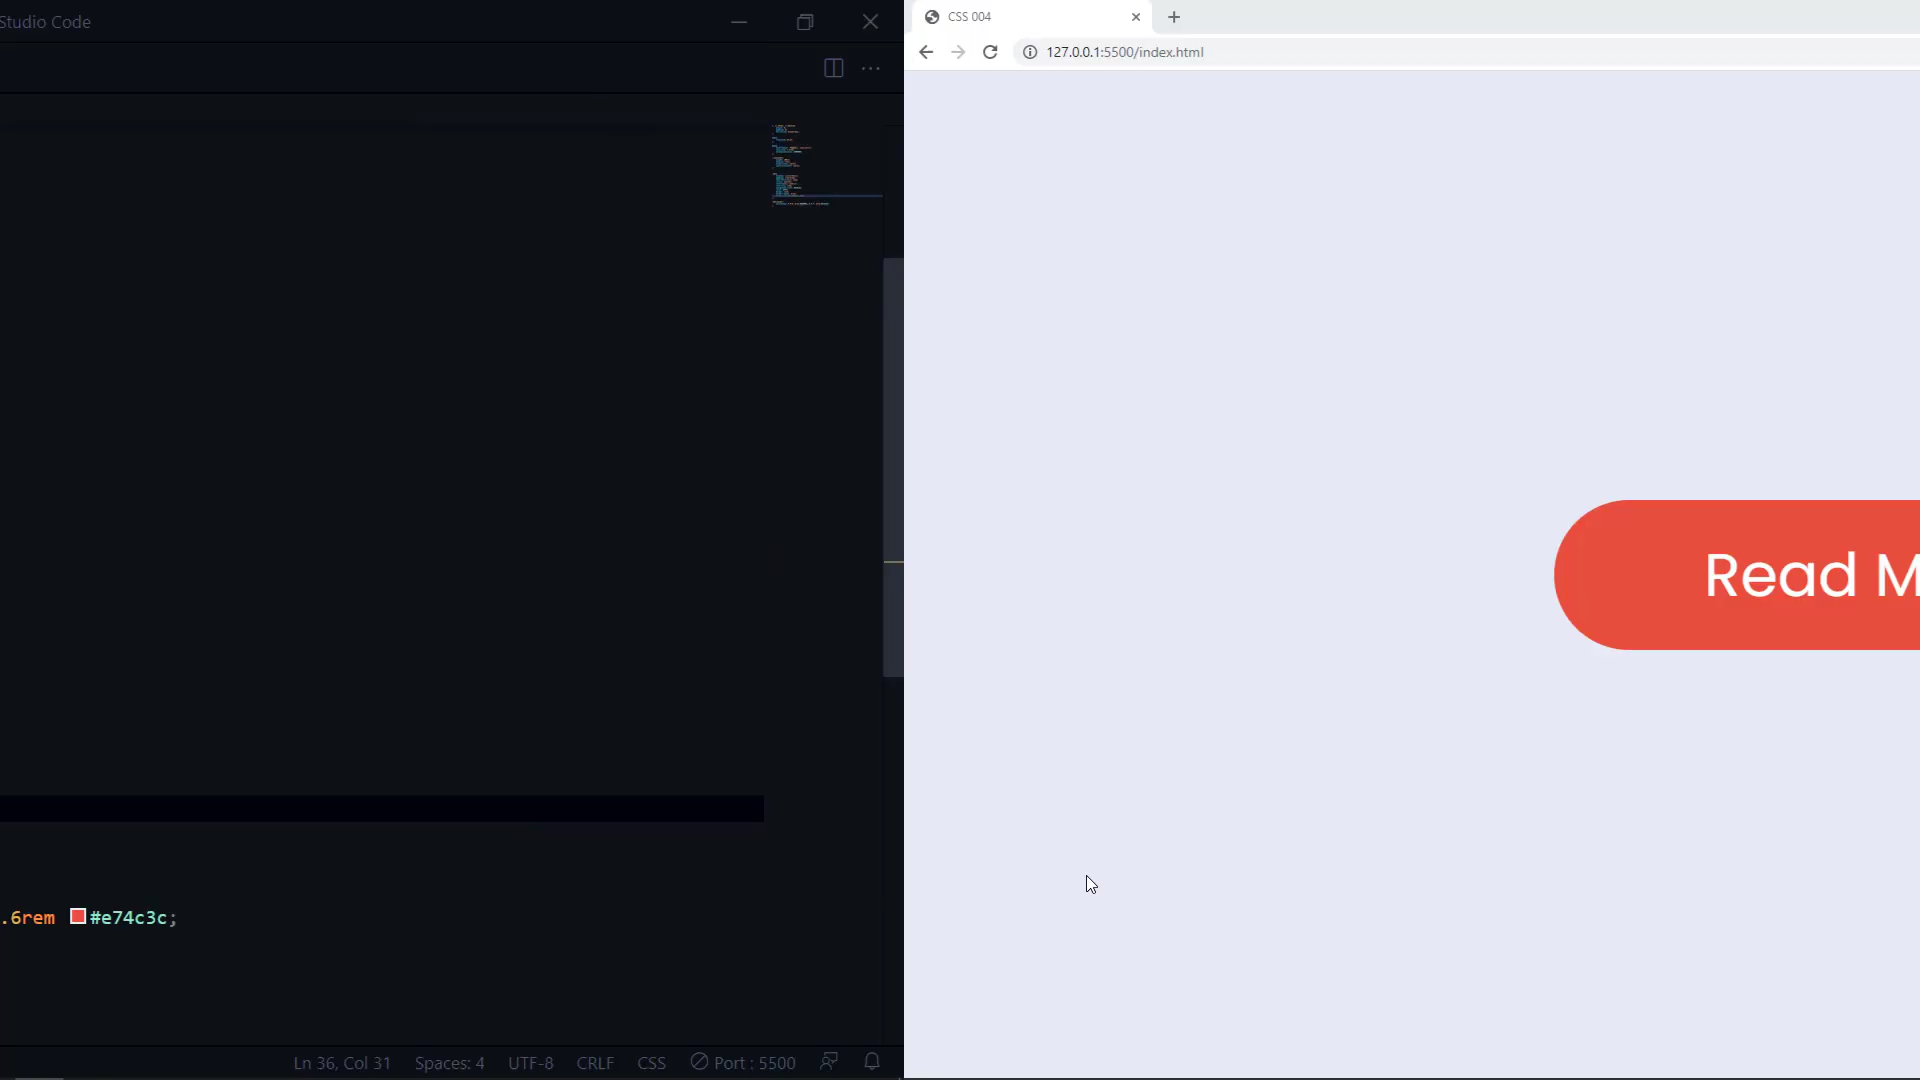 Studio Code
CSS 004
127.0.0.1:5500/index.html
Read M
.6rem #e74c3c;
Ln 36, Col 31 Spaces: 4 UTF-8 CRLF CSS Port : 5500